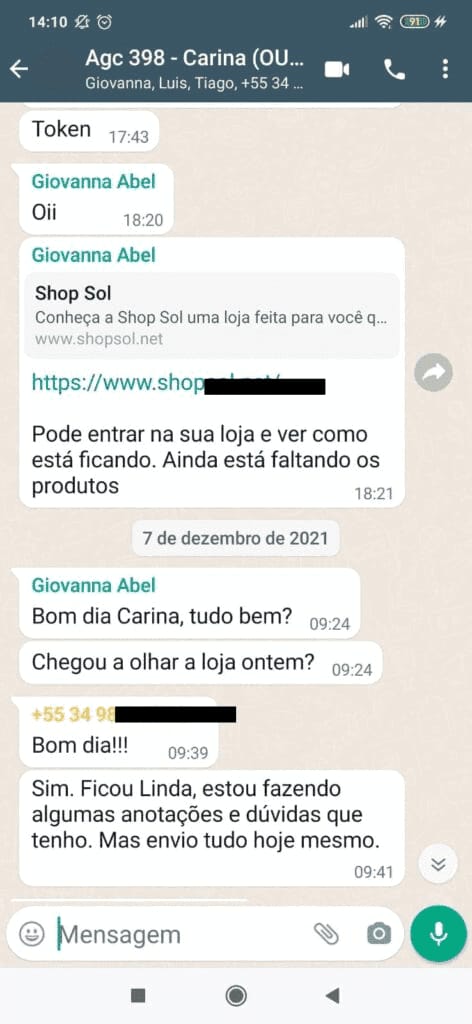 14:10
91
Agc 398 - Carina (OU...
Giovanna, Luis, Tiago, +55 34 ...
Token 17:43
Giovanna Abel
Oii 18:20
Giovanna Abel
Shop Sol
Conheça a Shop Sol uma loja feita para você q...
www.shopsol.net
https://www.shop
Pode entrar na sua loja e ver como
está ficando. Ainda está faltando os
produtos
18:21
7 de dezembro de 2021
Giovanna Abel
Bom dia Carina, tudo bem? 09:24
Chegou a olhar a loja ontem? 09:24
+55 34 98
Bom dia!!! 09:39
Sim. Ficou Linda, estou fazendo
algumas anotações e dúvidas que
tenho. Mas envio tudo hoje mesmo.
09:41
Mensagem